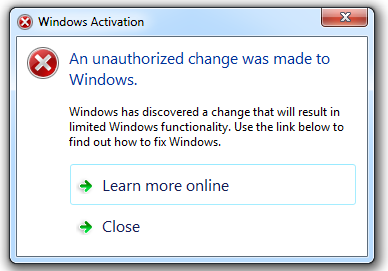 Windows Activation
An unauthorized change was made to
Windows.
Windows has discovered a change that will result in
limited Windows functionality. Use the link below to
find out how to fix Windows.
Learn more online
Close